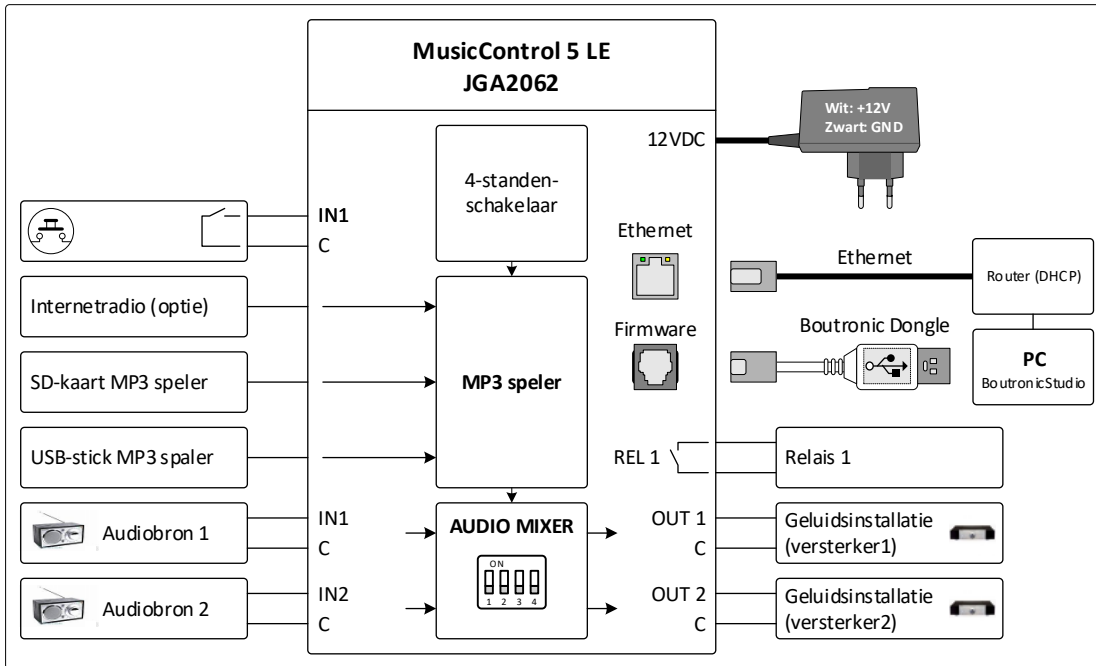 MusicControl 5 LE
JGA2062
Wit: +12V
Zwart: GND
12VDC
4-standen-
schakelaar
IN1
C
Ethernet
Ethernet
Router (DHCP)
Internetradio (optie)
Firmware
Boutronic Dongle
PC
BoutronicStudio
SD-kaart MP3 speler
MP3 speler
USB-stick MP3 spaler
REL 1
Relais 1
Audiobron 1
IN1
C
AUDIO MIXER
ON
1 2 3 4
OUT 1
C
Geluidsinstallatie
(versterker1)
Audiobron 2
IN2
C
OUT 2
C
Geluidsinstallatie
(versterker2)